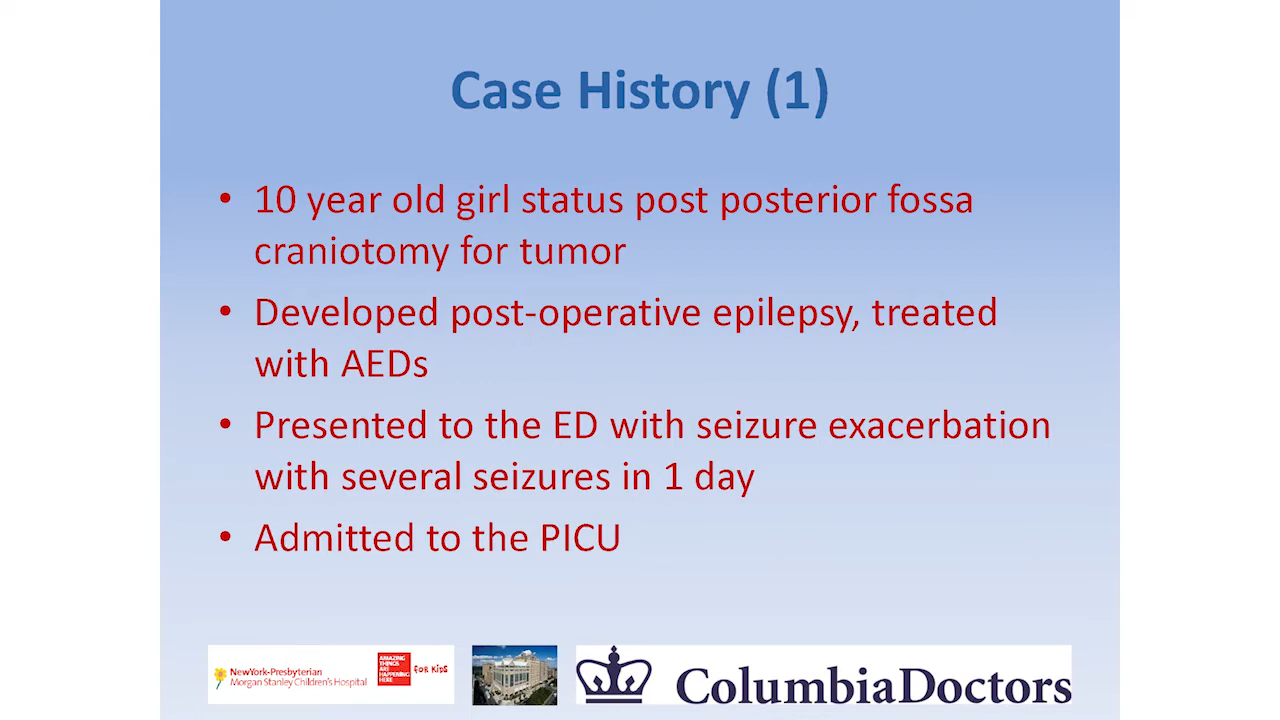 Case History (1)
• 10 year old girl status post posterior fossa
craniotomy for tumor
• Developed post-operative epilepsy, treated
with AEDs
• Presented to the ED with seizure exacerbation
with several seizures in 1 day
• Admitted to the PICU
NewYork-Presbyterian
Morgan Stanley Children's Hospital
AMAZING
THINGS
ARE
HAPPENING
HERE
FOR KIDS
ColumbiaDoctors